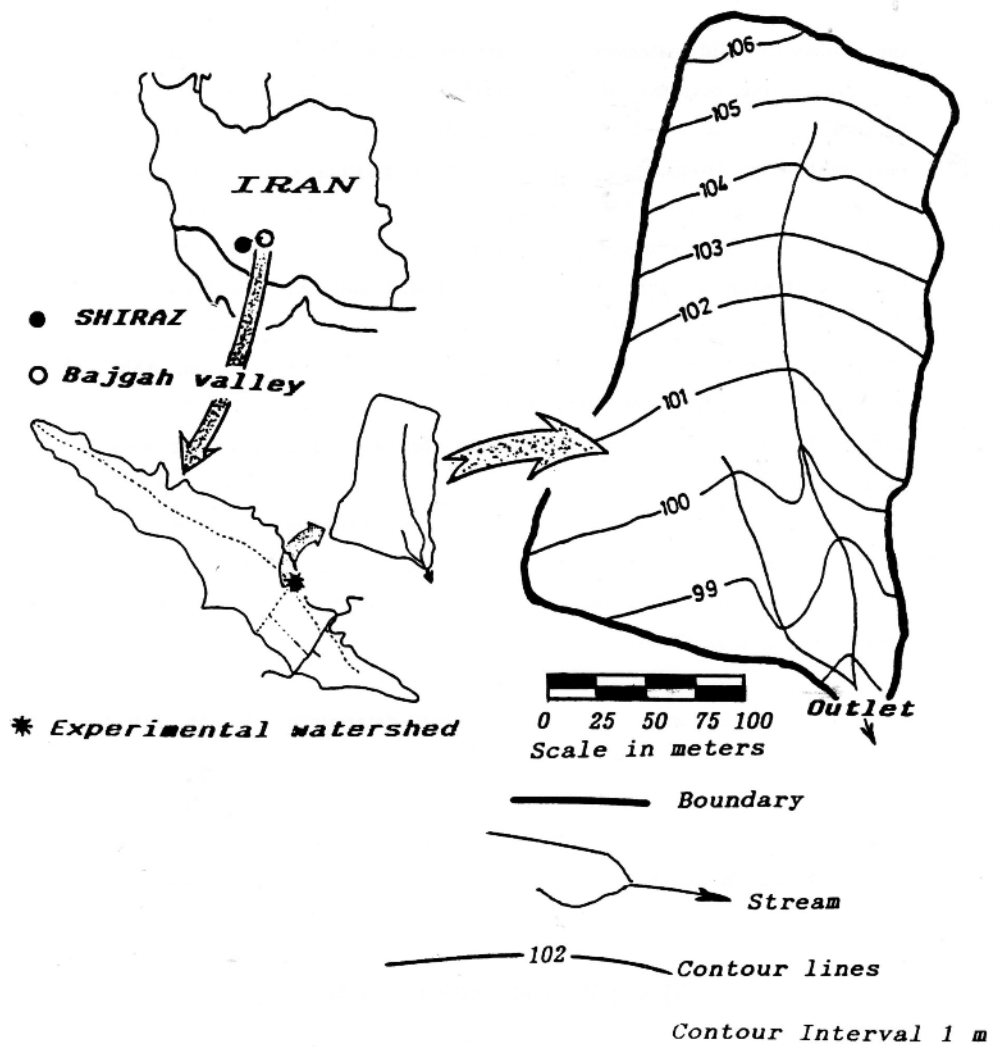 IRAN
● SHIRAZ
○ Bajgah valley
✷ Experimental watershed
106
105
104
103
102
101
100
99
0 25 50 75 100
Scale in meters
Outlet
Boundary
Stream
102
Contour lines
Contour Interval 1 m